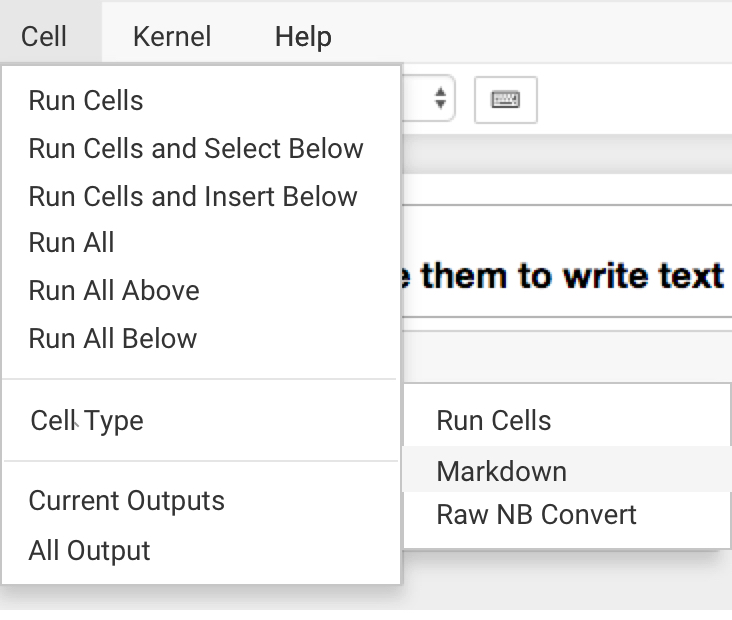 Cell Kernel Help
Run Cells
Run Cells and Select Below
Run Cells and Insert Below
Run All
Run All Above
Run All Below
them to write text
Cell Type
Run Cells
Markdown
Raw NB Convert
Current Outputs
All Output